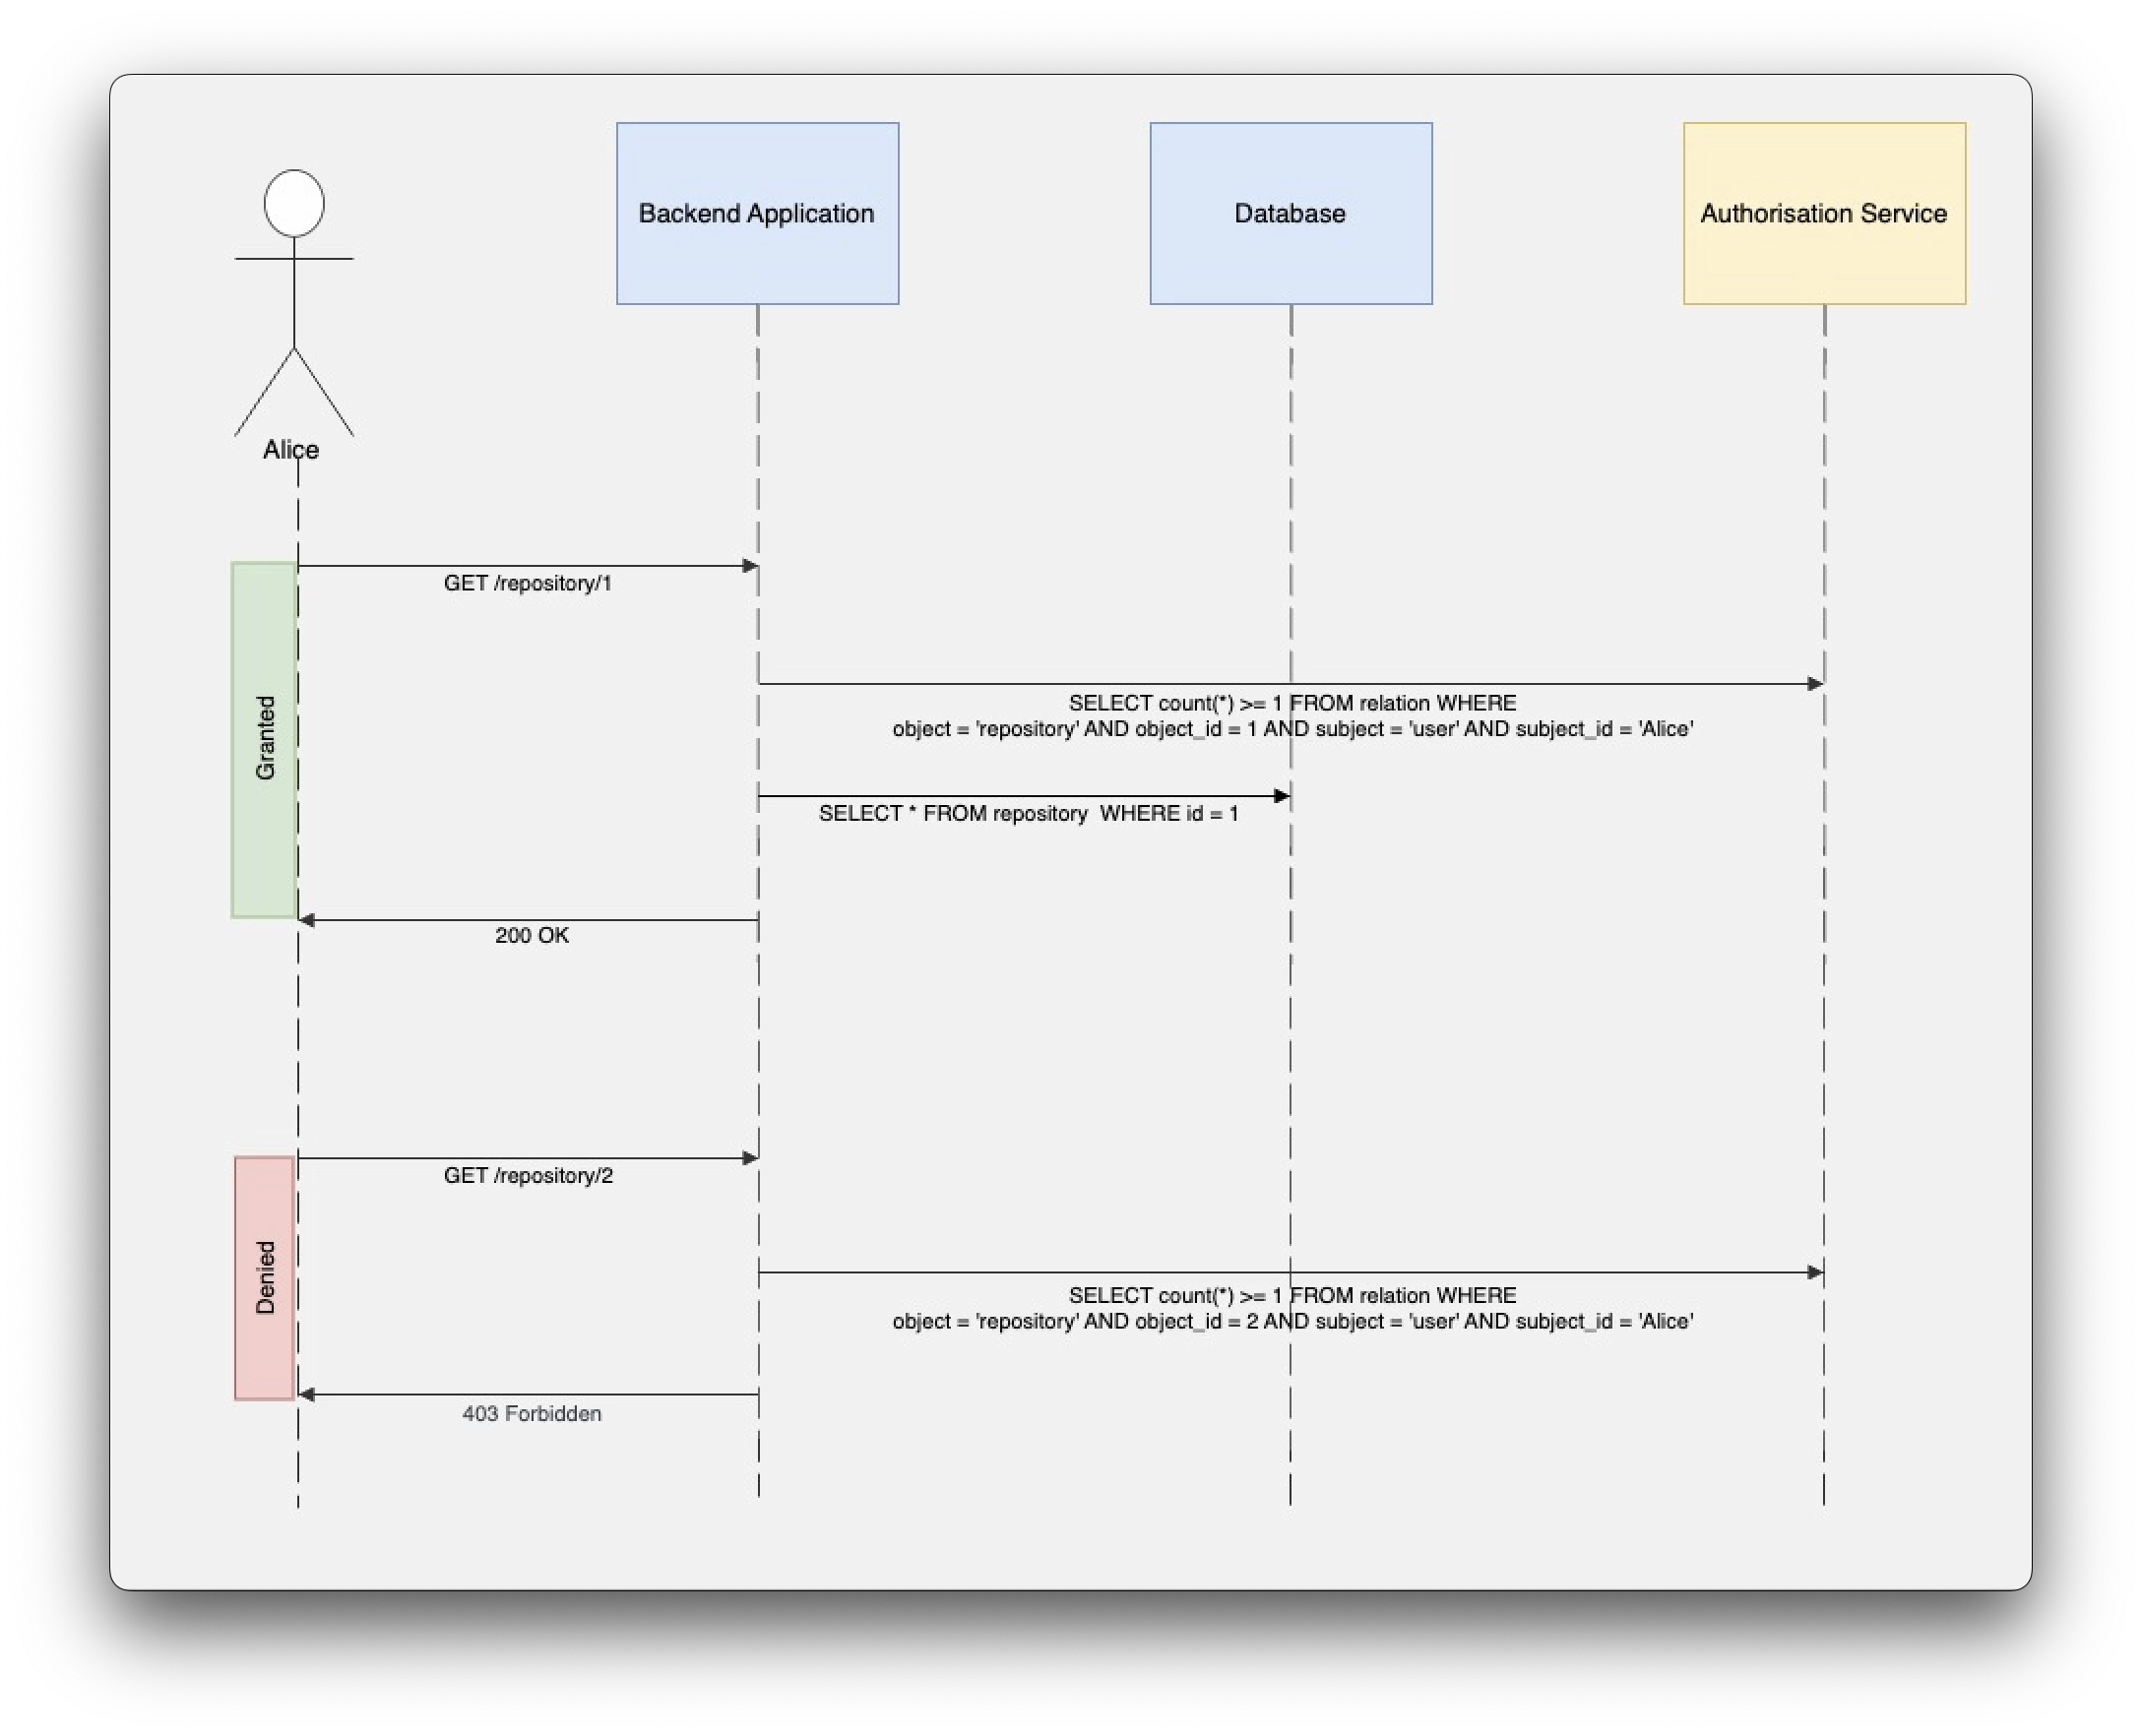 Backend Application
Database
Authorisation Service
Alice
GET /repository/1
Granted
SELECT count(*) >= 1 FROM relation WHERE
object = 'repository' AND object_id = 1 AND subject = 'user' AND subject_id = 'Alice'
SELECT * FROM repository  WHERE id = 1
200 OK
GET /repository/2
Denied
SELECT count(*) >= 1 FROM relation WHERE
object = 'repository' AND object_id = 2 AND subject = 'user' AND subject_id = 'Alice'
403 Forbidden